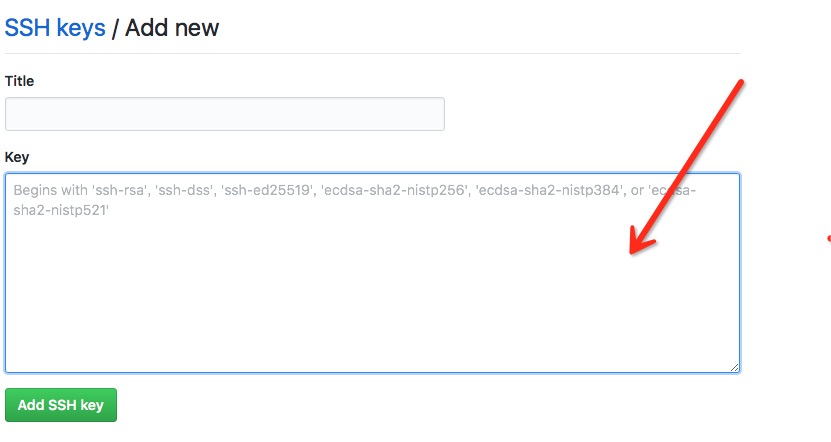 SSH keys / Add new
Title
Key
Begins with 'ssh-rsa', 'ssh-dss', 'ssh-ed25519', 'ecdsa-sha2-nistp256', 'ecdsa-sha2-nistp384', or 'ecdsa-
sha2-nistp521'
Add SSH key